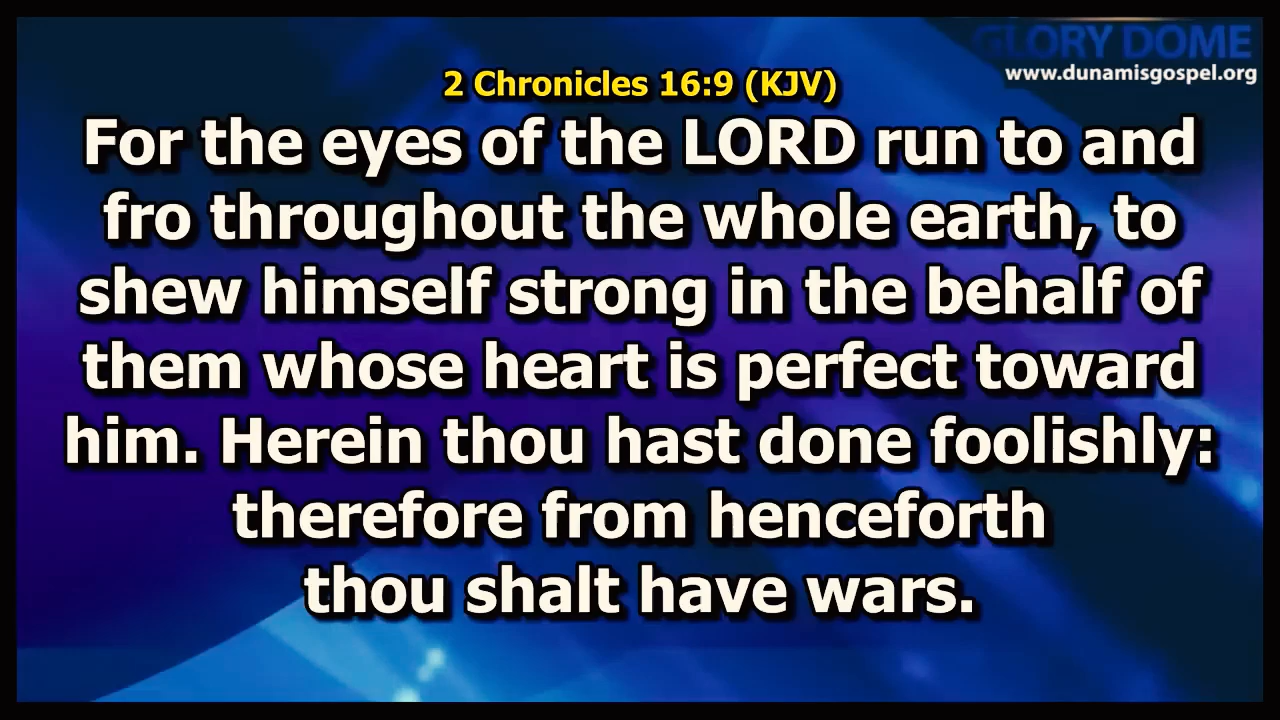 GLORY DOME
www.dunamisgospel.org
2 Chronicles 16:9 (KJV)
For the eyes of the LORD run to and
fro throughout the whole earth, to
shew himself strong in the behalf of
them whose heart is perfect toward
him. Herein thou hast done foolishly:
therefore from henceforth
thou shalt have wars.